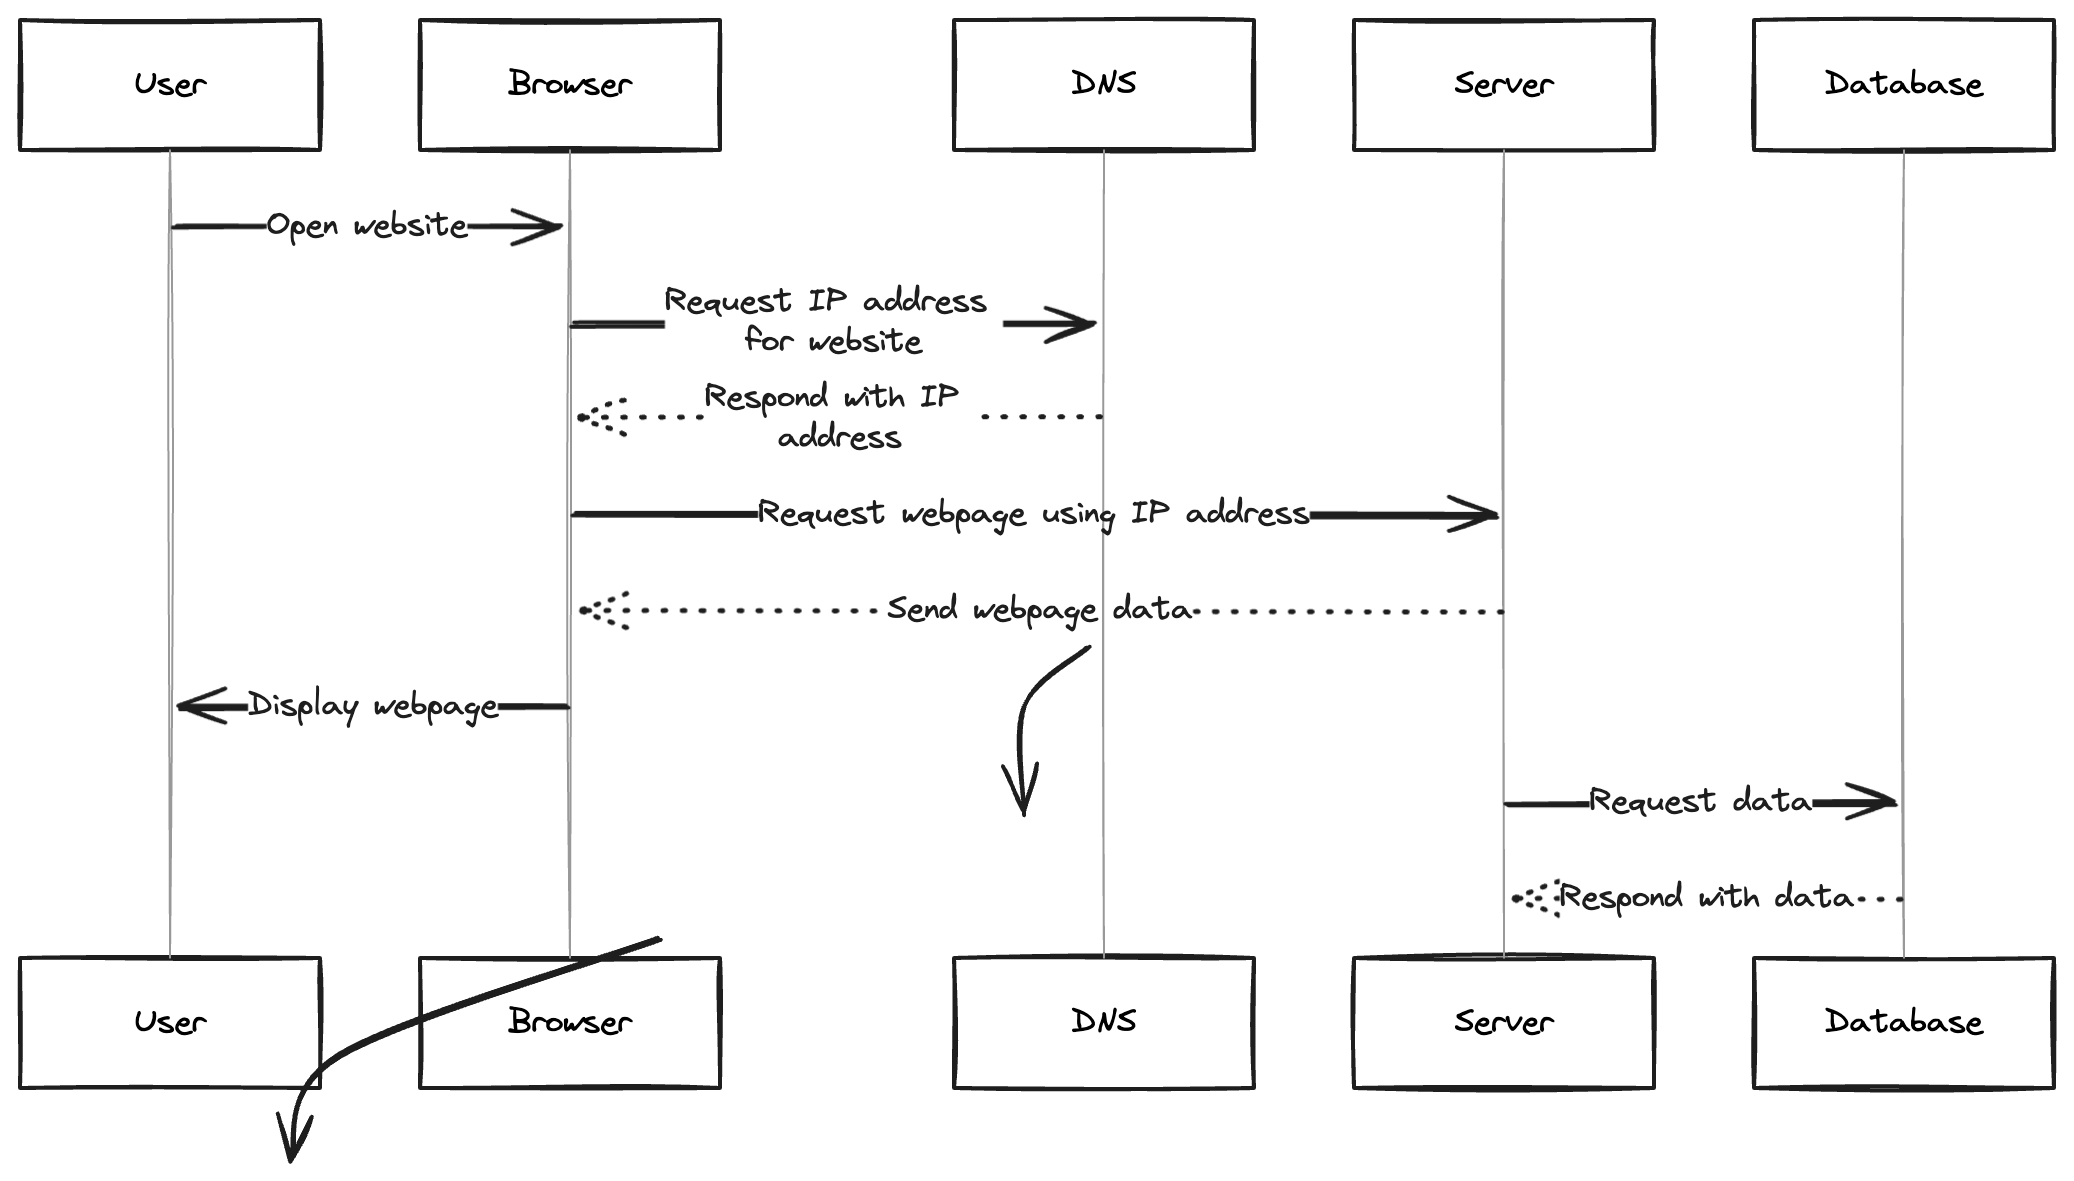 User
Browser
DNS
Server
Database
Open website
Request IP address
for website
Respond with IP
address
Request webpage using IP address
Send webpage data
Display webpage
Request data
Respond with data
User
Browser
DNS
Server
Database